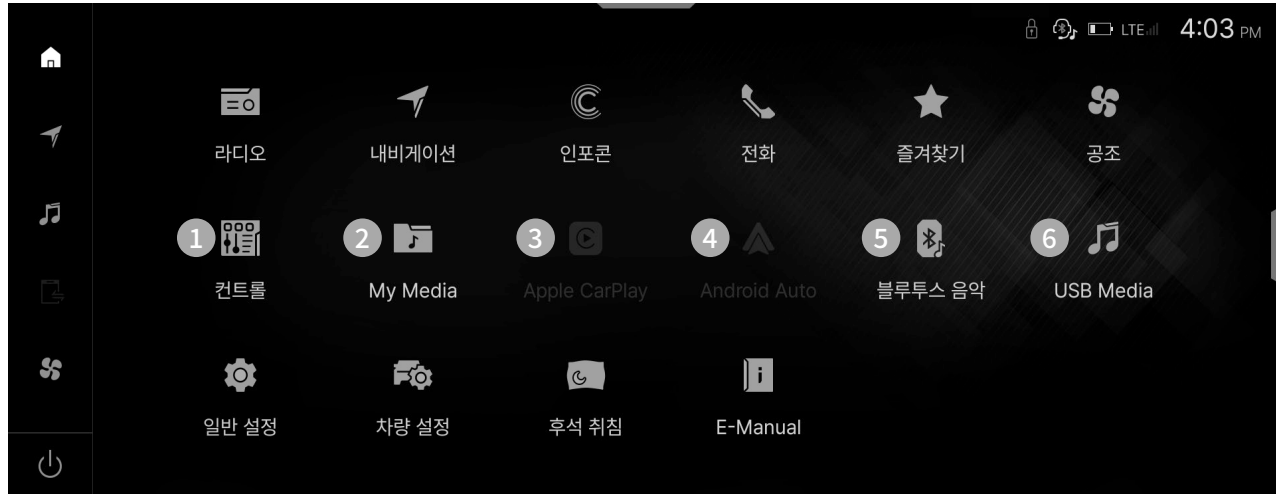 LTE 4:03 PM
라디오 내비게이션 인포콘 전화 즐겨찾기 공조
1 2 3 4 5 6
컨트롤 My Media Apple CarPlay Android Auto 블루투스 음악 USB Media
일반 설정 차량 설정 후석 취침 E-Manual